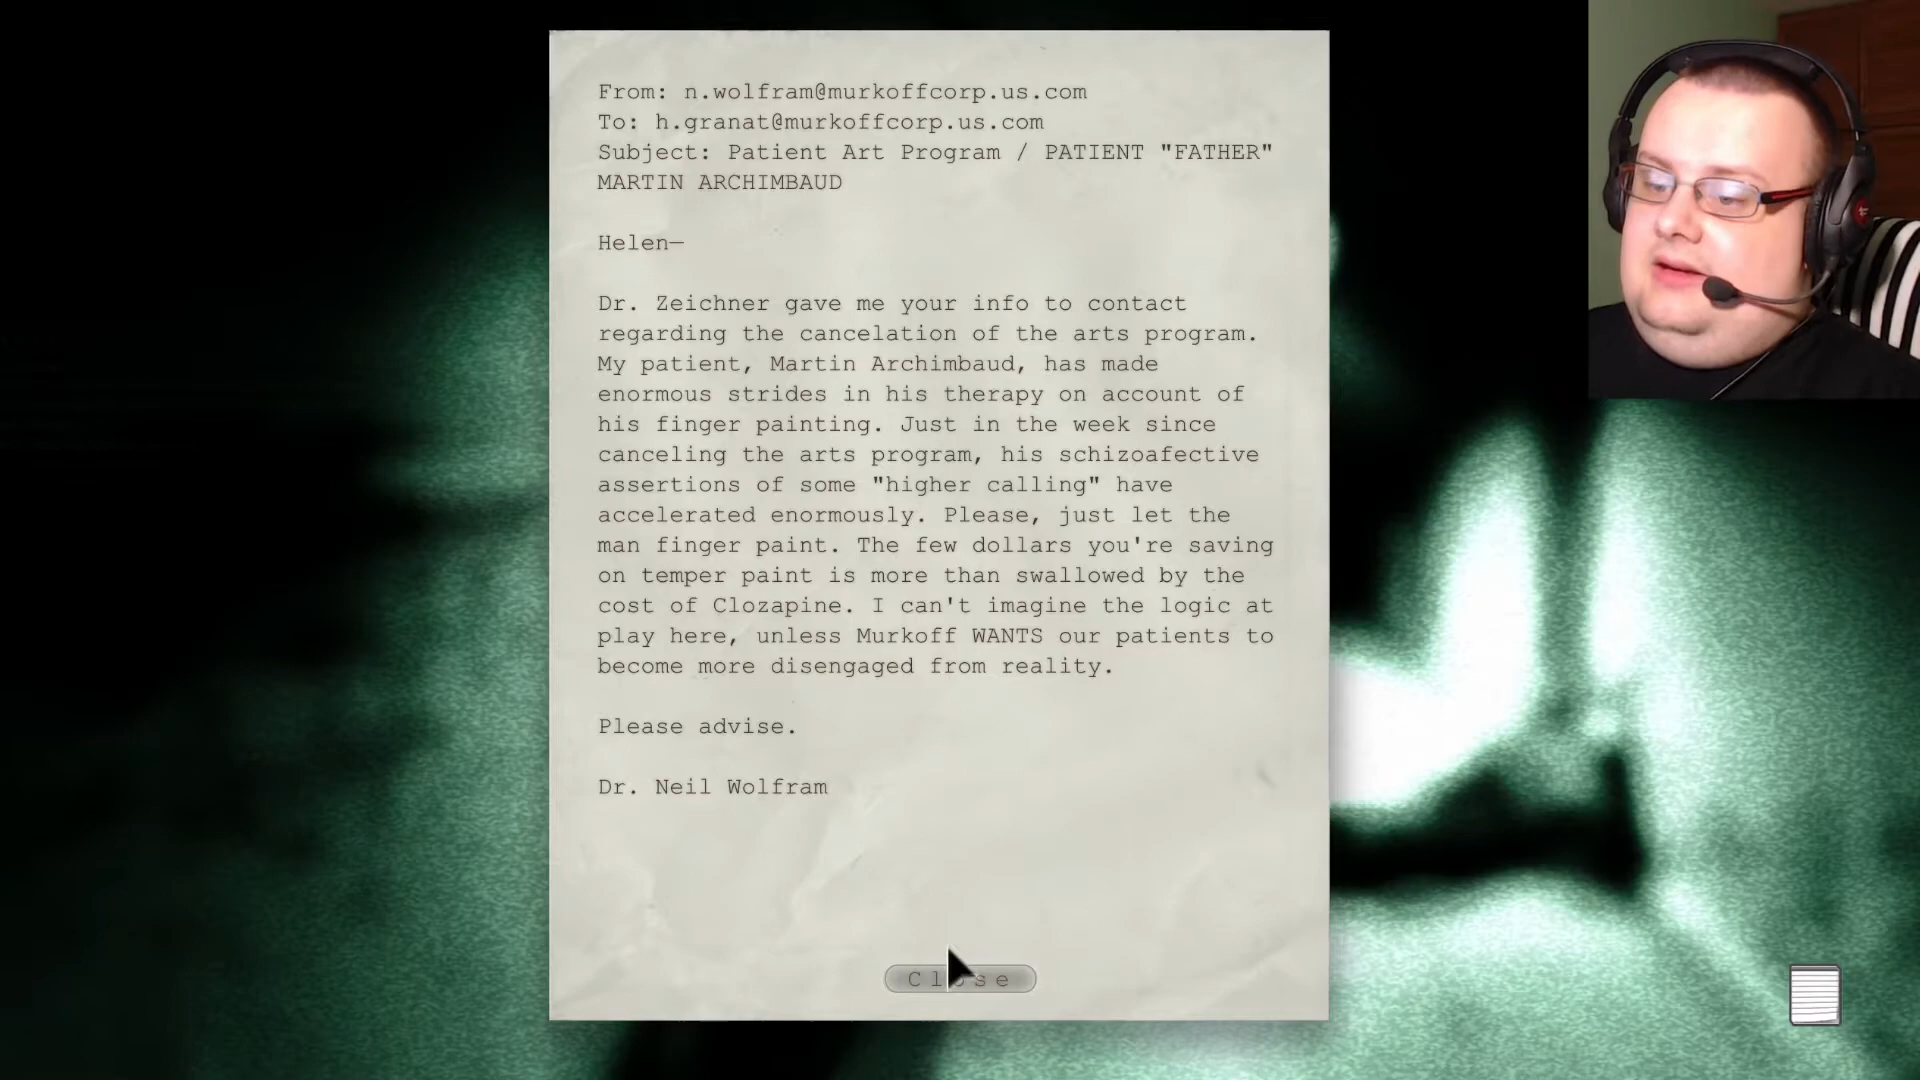 From: n.wolfram@murkoffcorp.us.com
To: h.granat@murkoffcorp.us.com
Subject: Patient Art Program / PATIENT "FATHER"
MARTIN ARCHIMBAUD
Helen—
Dr. Zeichner gave me your info to contact
regarding the cancelation of the arts program.
My patient, Martin Archimbaud, has made
enormous strides in his therapy on account of
his finger painting. Just in the week since
canceling the arts program, his schizoafective
assertions of some "higher calling" have
accelerated enormously. Please, just let the
man finger paint. The few dollars you're saving
on temper paint is more than swallowed by the
cost of Clozapine. I can't imagine the logic at
play here, unless Murkoff WANTS our patients to
become more disengaged from reality.
Please advise.
Dr. Neil Wolfram
Close